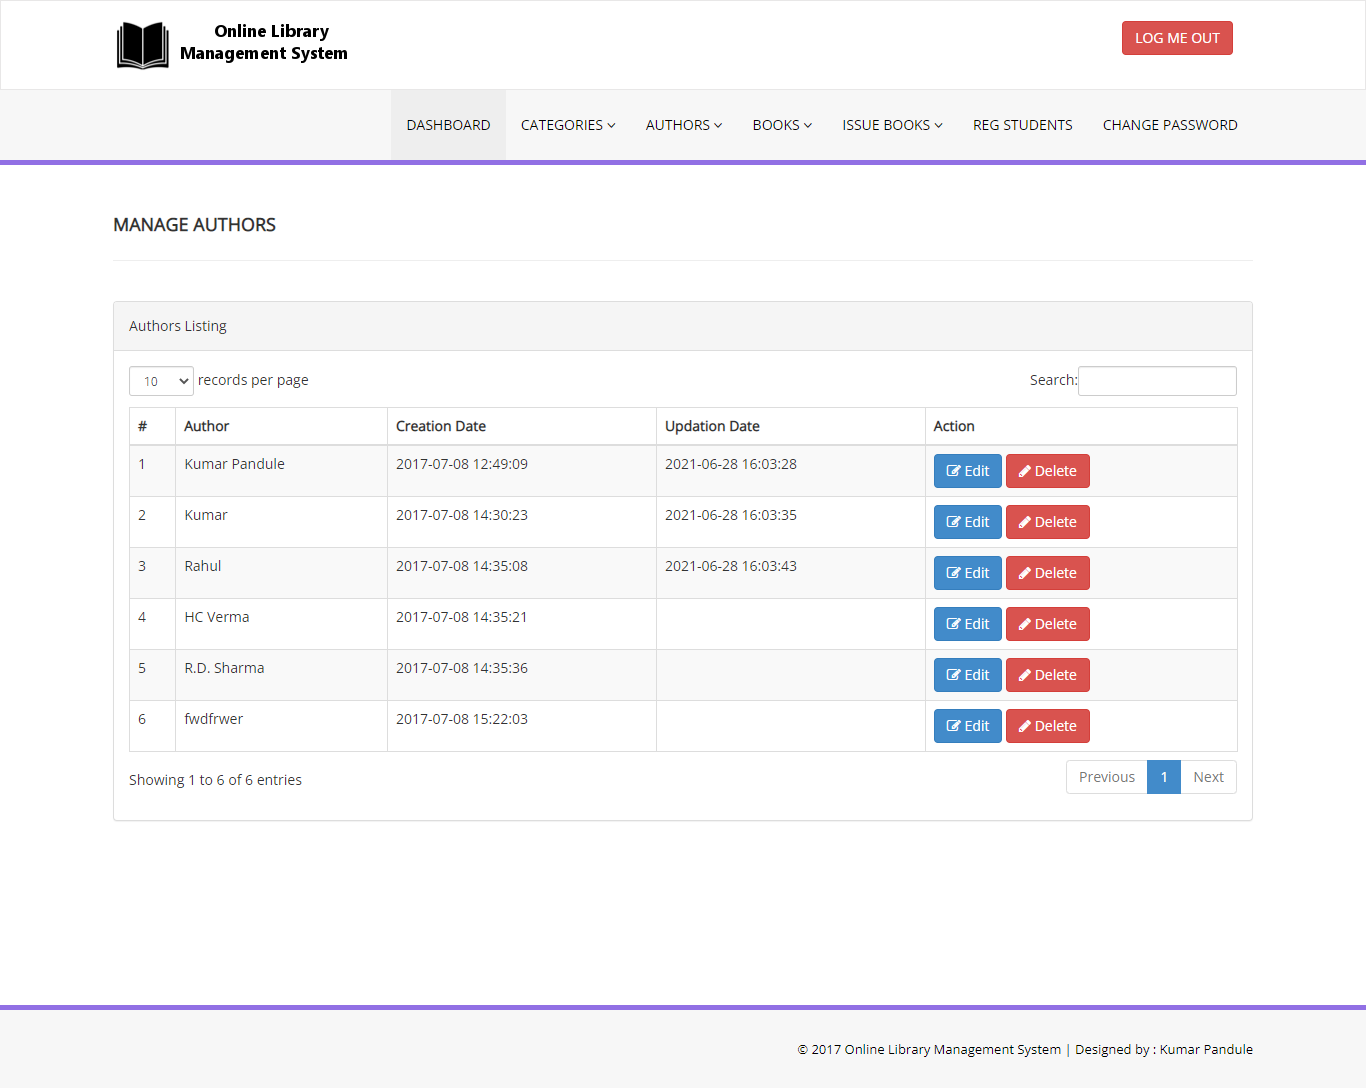 Online Library
Management System
LOG ME OUT
DASHBOARD CATEGORIES AUTHORS BOOKS ISSUE BOOKS REG STUDENTS CHANGE PASSWORD
MANAGE AUTHORS
Authors Listing
10 records per page Search:
# Author Creation Date Updation Date Action
1 Kumar Pandule 2017-07-08 12:49:09 2021-06-28 16:03:28 Edit Delete
2 Kumar 2017-07-08 14:30:23 2021-06-28 16:03:35 Edit Delete
3 Rahul 2017-07-08 14:35:08 2021-06-28 16:03:43 Edit Delete
4 HC Verma 2017-07-08 14:35:21 Edit Delete
5 R.D. Sharma 2017-07-08 14:35:36 Edit Delete
6 fwdfrwer 2017-07-08 15:22:03 Edit Delete
Showing 1 to 6 of 6 entries Previous 1 Next
© 2017 Online Library Management System | Designed by : Kumar Pandule